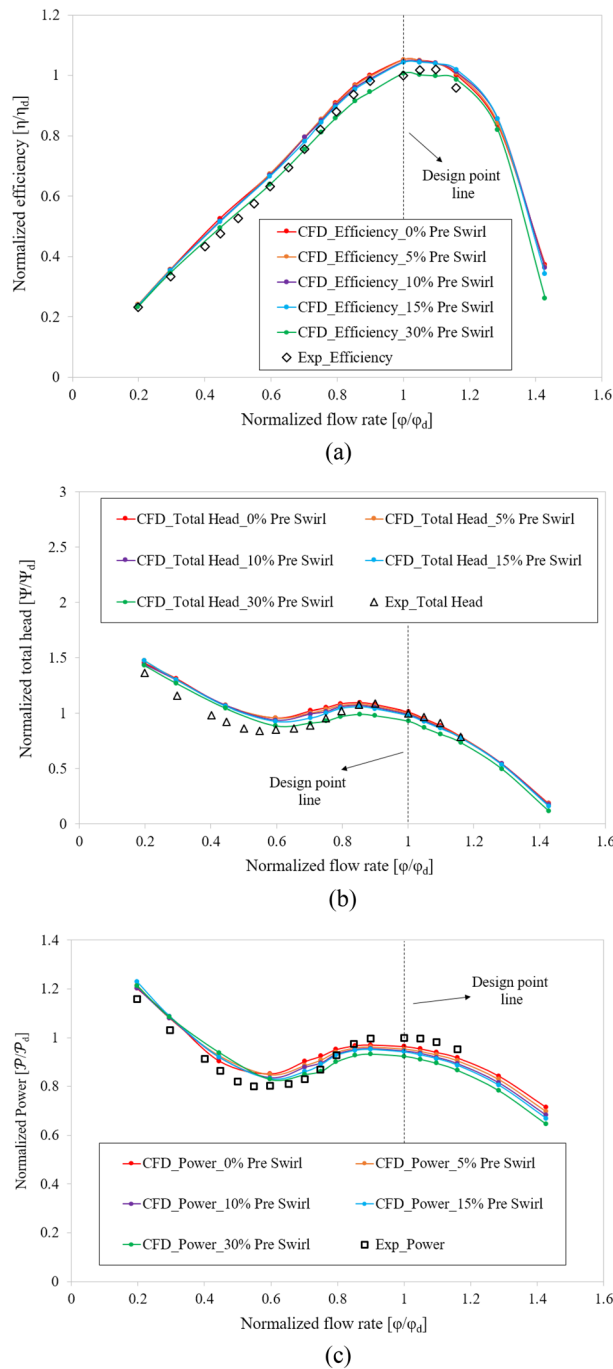 1.2
1
0.8
0.6
0.4
0.2
0
Normalized efficiency [η/η_d]
Design point
line
CFD_Efficiency_0% Pre Swirl
CFD_Efficiency_5% Pre Swirl
CFD_Efficiency_10% Pre Swirl
CFD_Efficiency_15% Pre Swirl
CFD_Efficiency_30% Pre Swirl
Exp_Efficiency
0 0.2 0.4 0.6 0.8 1 1.2 1.4 1.6
Normalized flow rate [φ/φ_d]
(a)
3
2.5
2
1.5
1
0.5
0
Normalized total head [Ψ/Ψ_d]
CFD_Total Head_0% Pre Swirl CFD_Total Head_5% Pre Swirl
CFD_Total Head_10% Pre Swirl CFD_Total Head_15% Pre Swirl
CFD_Total Head_30% Pre Swirl Exp_Total Head
Design point
line
0 0.2 0.4 0.6 0.8 1 1.2 1.4 1.6
Normalized flow rate [φ/φ_d]
(b)
1.4
1.2
1
0.8
0.6
0.4
0.2
0
Normalized Power [𝒫/𝒫_d]
Design point
line
CFD_Power_0% Pre Swirl CFD_Power_5% Pre Swirl
CFD_Power_10% Pre Swirl CFD_Power_15% Pre Swirl
CFD_Power_30% Pre Swirl Exp_Power
0 0.2 0.4 0.6 0.8 1 1.2 1.4 1.6
Normalized flow rate [φ/φ_d]
(c)